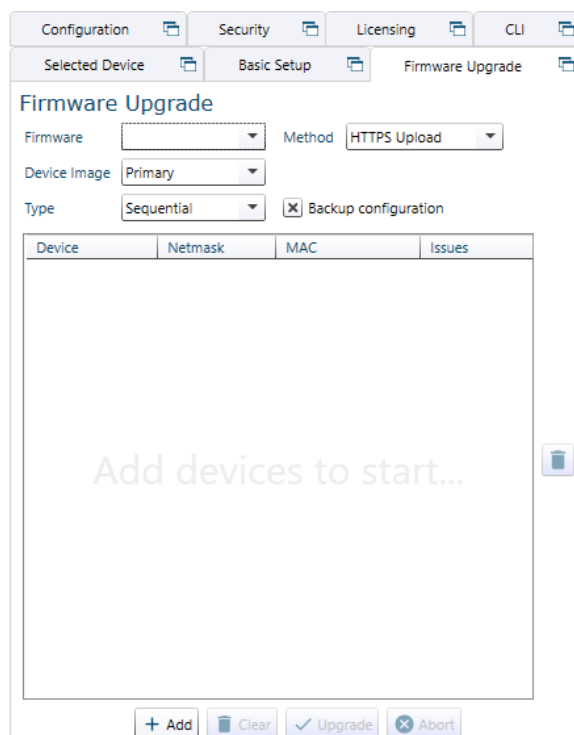 Configuration Security Licensing CLI
Selected Device Basic Setup Firmware Upgrade
Firmware Upgrade
Firmware Method HTTPS Upload
Device Image Primary
Type Sequential Backup configuration
Device Netmask MAC Issues
Add devices to start...
Add Clear Upgrade Abort